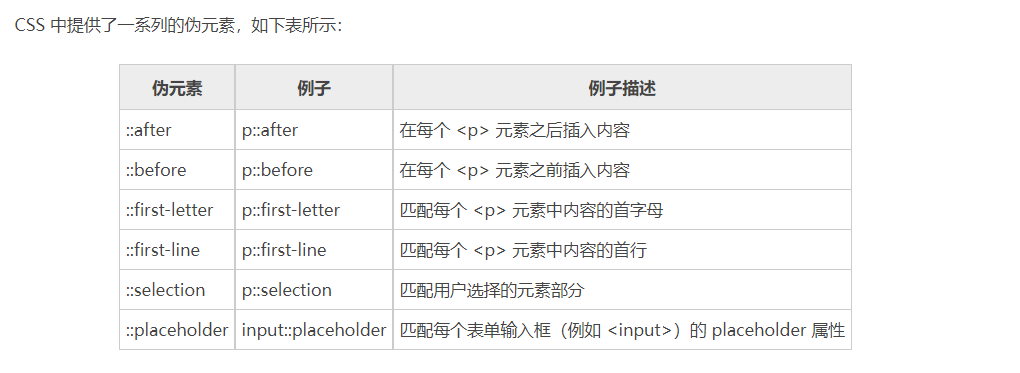 CSS 中提供了一系列的伪元素，如下表所示：
伪元素 例子 例子描述
::after p::after 在每个 <p> 元素之后插入内容
::before p::before 在每个 <p> 元素之前插入内容
::first-letter p::first-letter 匹配每个 <p> 元素中内容的首字母
::first-line p::first-line 匹配每个 <p> 元素中内容的首行
::selection p::selection 匹配用户选择的元素部分
::placeholder input::placeholder 匹配每个表单输入框（例如 <input>）的 placeholder 属性